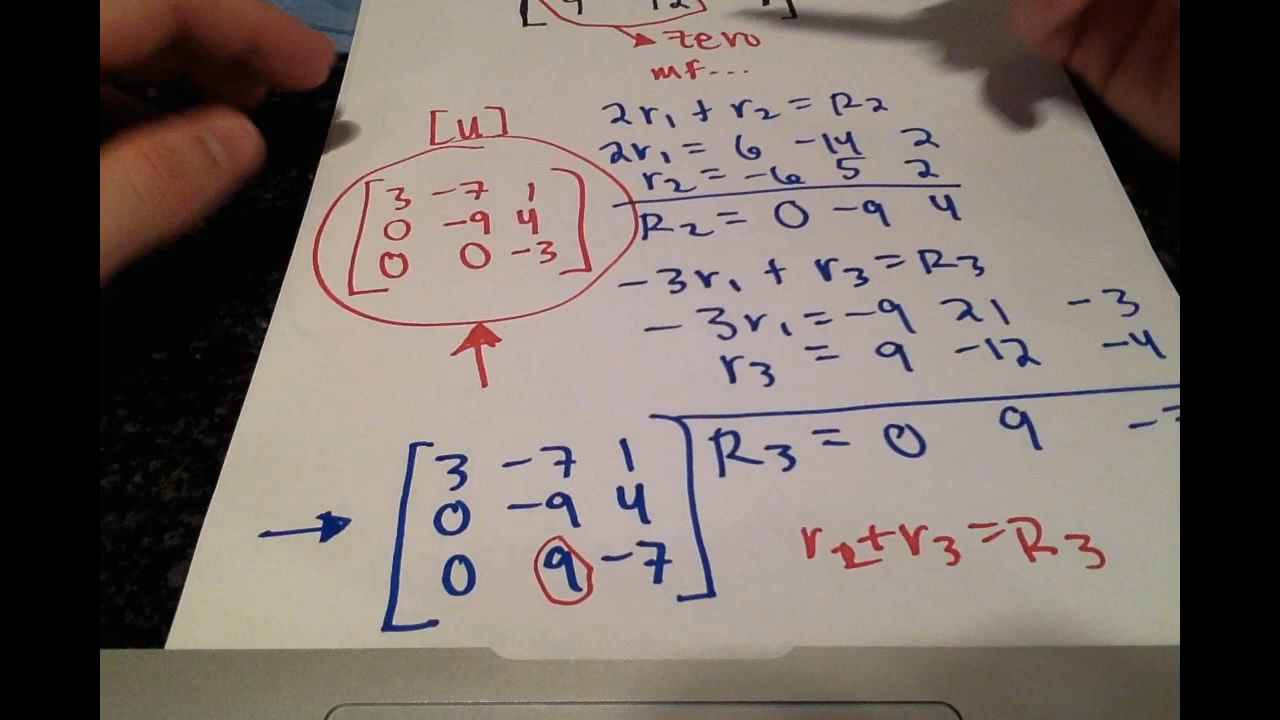 12
zero
mf...
[u]
3 -7 1
0 -9 4
0 0 -3
2r1 + r2 = R2
2r1 = 6 -14 2
r2 = -6 5 2
R2 = 0 -9 4
-3r1 + r3 = R3
-3r1 = -9 21 -3
r3 = 9 -12 -4
R3 = 0 9
3 -7 1
0 -9 4
0 9 -7
r2+r3=R3